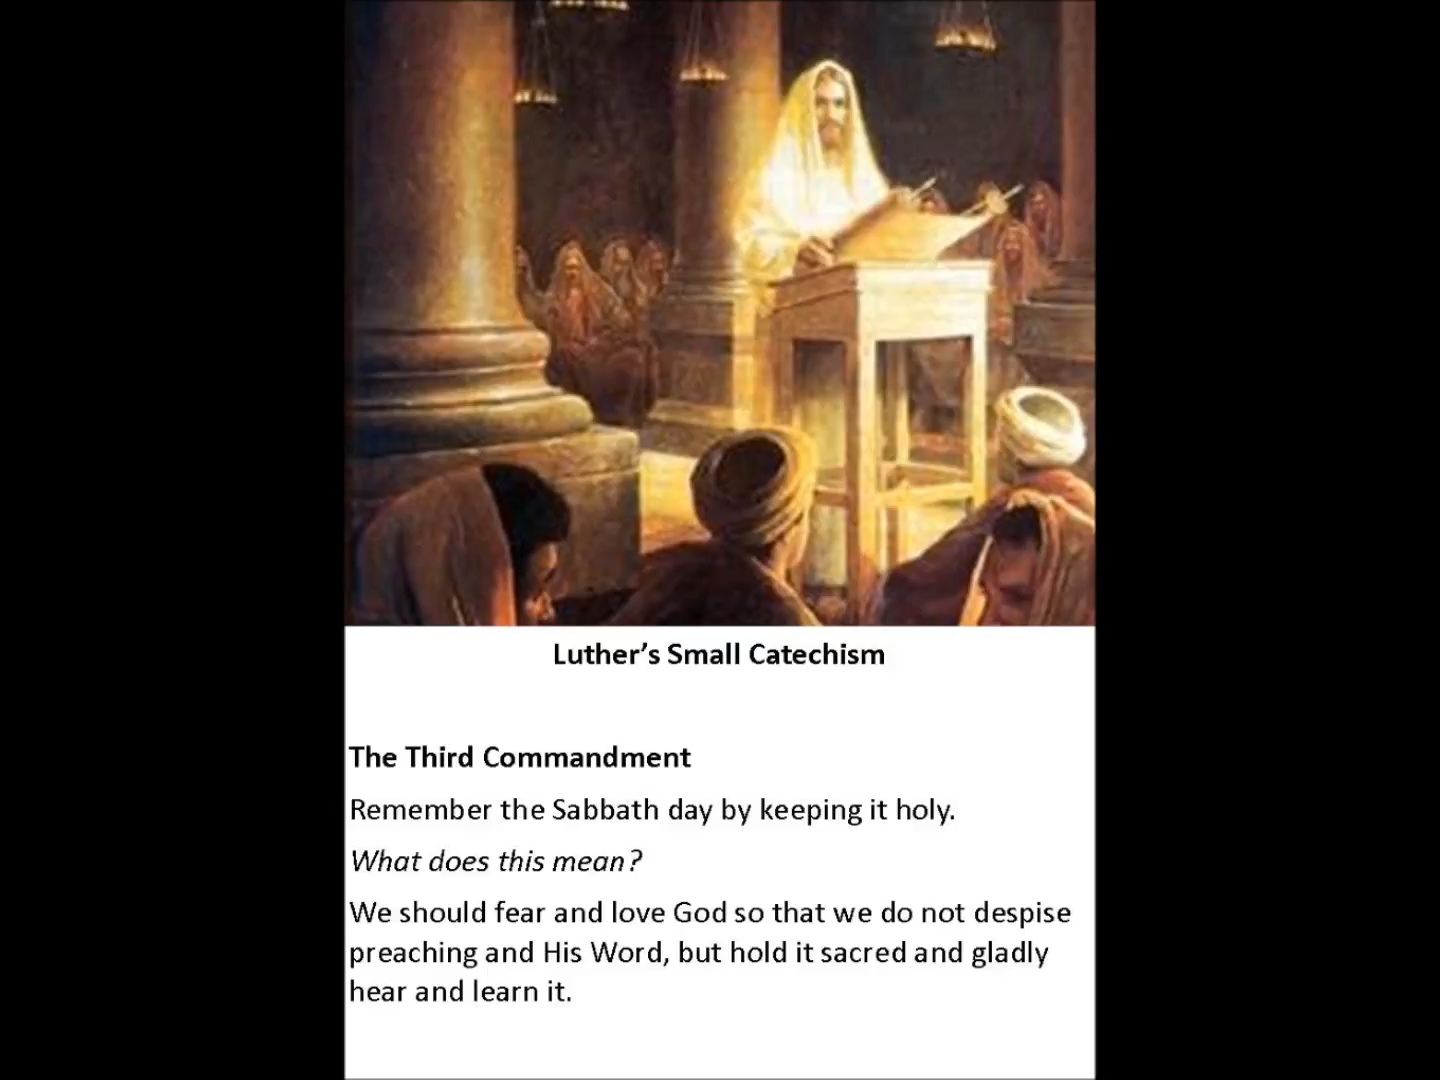 Luther’s Small Catechism
The Third Commandment
Remember the Sabbath day by keeping it holy.
What does this mean?
We should fear and love God so that we do not despise
preaching and His Word, but hold it sacred and gladly
hear and learn it.